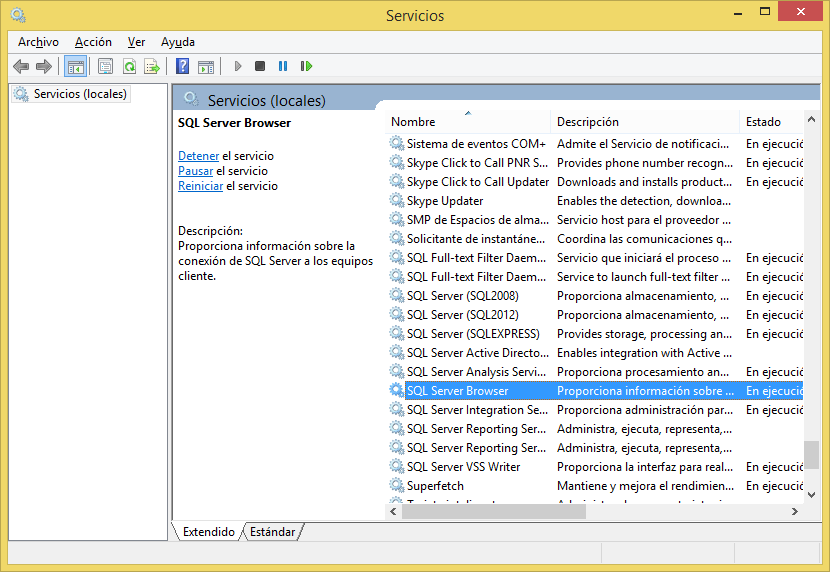 Servicios
Archivo Acción Ver Ayuda
Servicios (locales)
Servicios (locales)
SQL Server Browser
Detener el servicio
Pausar el servicio
Reiniciar el servicio
Descripción:
Proporciona información sobre la
conexión de SQL Server a los equipos
cliente.
Nombre Descripción Estado
Sistema de eventos COM+ Admite el Servicio de notificaci... En ejecució
Skype Click to Call PNR S... Provides phone number recogn... En ejecució
Skype Click to Call Updater Downloads and installs product... En ejecució
Skype Updater Enables the detection, downloa...
SMP de Espacios de alma... Servicio host para el proveedor ...
Solicitante de instantáne... Coordina las comunicaciones q...
SQL Full-text Filter Daem... Servicio que iniciará el proceso ... En ejecució
SQL Full-text Filter Daem... Service to launch full-text filter ... En ejecució
SQL Server (SQL2008) Proporciona almacenamiento, ... En ejecució
SQL Server (SQL2012) Proporciona almacenamiento, ... En ejecució
SQL Server (SQLEXPRESS) Provides storage, processing an... En ejecució
SQL Server Active Directo... Enables integration with Active ...
SQL Server Analysis Servi... Proporciona procesamiento an... En ejecució
SQL Server Browser Proporciona información sobre ... En ejecució
SQL Server Integration Se... Proporciona administración par... En ejecució
SQL Server Reporting Ser... Administra, ejecuta, representa,...
SQL Server Reporting Ser... Administra, ejecuta, representa,...
SQL Server VSS Writer Proporciona la interfaz para real... En ejecució
Superfetch Mantiene y mejora el rendimien... En ejecució
Extendido Estándar